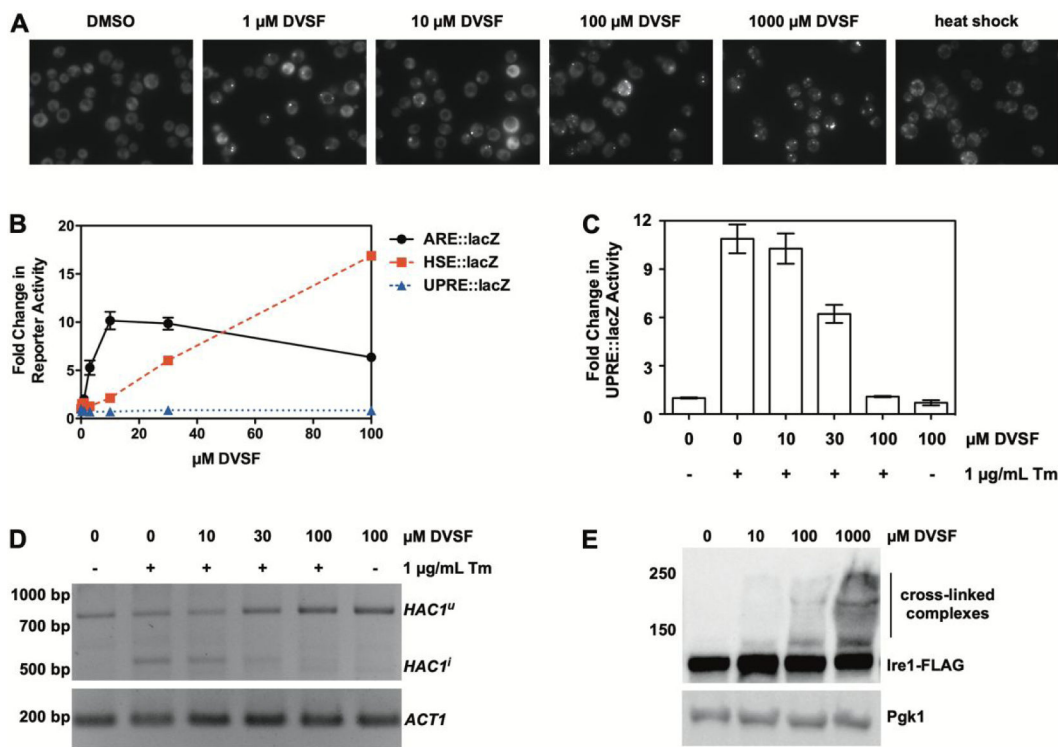 A
DMSO 1 µM DVSF 10 µM DVSF 100 µM DVSF 1000 µM DVSF heat shock
B
Fold Change in
Reporter Activity
20
15
10
5
0
0 20 40 60 80 100
µM DVSF
ARE::lacZ
HSE::lacZ
UPRE::lacZ
C
Fold Change in
UPRE::lacZ Activity
12
9
6
3
0
0 0 10 30 100 100 µM DVSF
- + + + + - 1 µg/mL Tm
D
0 0 10 30 100 100 µM DVSF
- + + + + - 1 µg/mL Tm
1000 bp
700 bp
500 bp
HAC1ᵘ
HAC1ⁱ
200 bp
ACT1
E
0 10 100 1000 µM DVSF
250
150
cross-linked
complexes
Ire1-FLAG
Pgk1